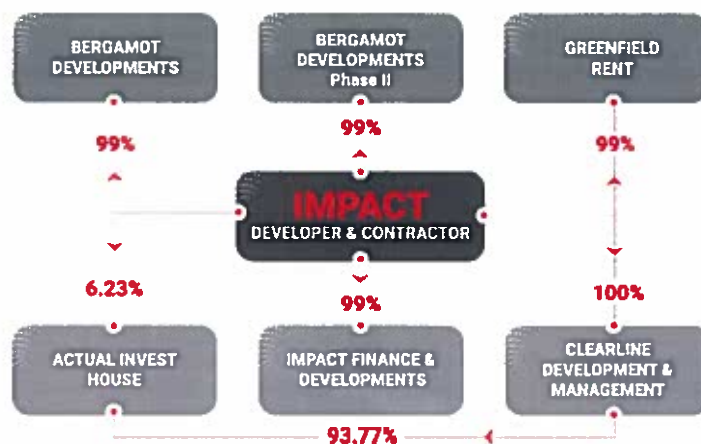 BERGAMOT
DEVELOPMENTS
BERGAMOT
DEVELOPMENTS
Phase II
GREENFIELD
RENT
99%
99%
99%
IMPACT
DEVELOPER & CONTRACTOR
6.23%
99%
100%
ACTUAL INVEST
HOUSE
IMPACT FINANCE &
DEVELOPMENTS
CLEARLINE
DEVELOPMENT &
MANAGEMENT
93.77%